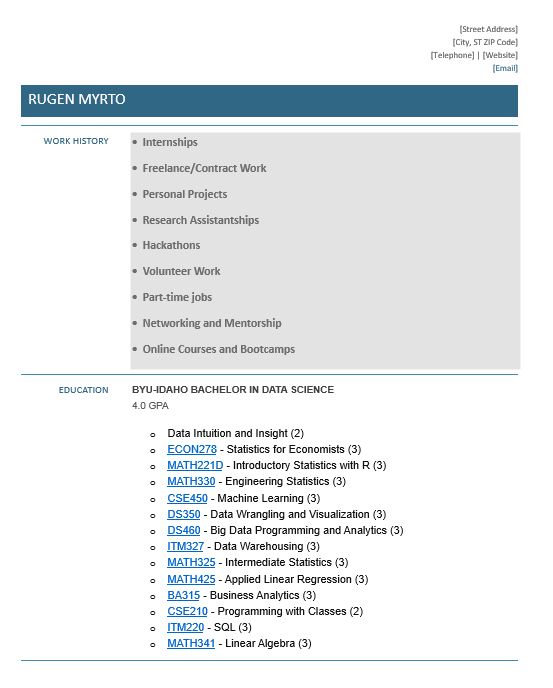 [Street Address]
[City, ST ZIP Code]
[Telephone] | [Website]
[Email]
RUGEN MYRTO
WORK HISTORY
• Internships
• Freelance/Contract Work
• Personal Projects
• Research Assistantships
• Hackathons
• Volunteer Work
• Part-time jobs
• Networking and Mentorship
• Online Courses and Bootcamps
EDUCATION
BYU-IDAHO BACHELOR IN DATA SCIENCE
4.0 GPA
o Data Intuition and Insight (2)
o ECON278 - Statistics for Economists (3)
o MATH221D - Introductory Statistics with R (3)
o MATH330 - Engineering Statistics (3)
o CSE450 - Machine Learning (3)
o DS350 - Data Wrangling and Visualization (3)
o DS460 - Big Data Programming and Analytics (3)
o ITM327 - Data Warehousing (3)
o MATH325 - Intermediate Statistics (3)
o MATH425 - Applied Linear Regression (3)
o BA315 - Business Analytics (3)
o CSE210 - Programming with Classes (2)
o ITM220 - SQL (3)
o MATH341 - Linear Algebra (3)